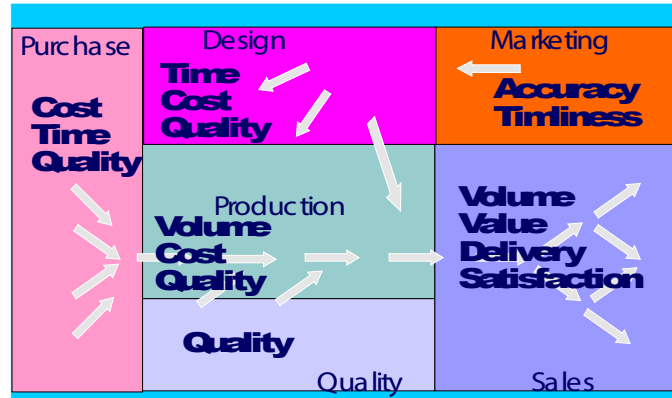 Purchase
Cost
Time
Quality
Design
Time
Cost
Quality
Marketing
Accuracy
Timliness
Production
Volume
Cost
Quality
Quality
Quality
Volume
Value
Delivery
Satisfaction
Sales